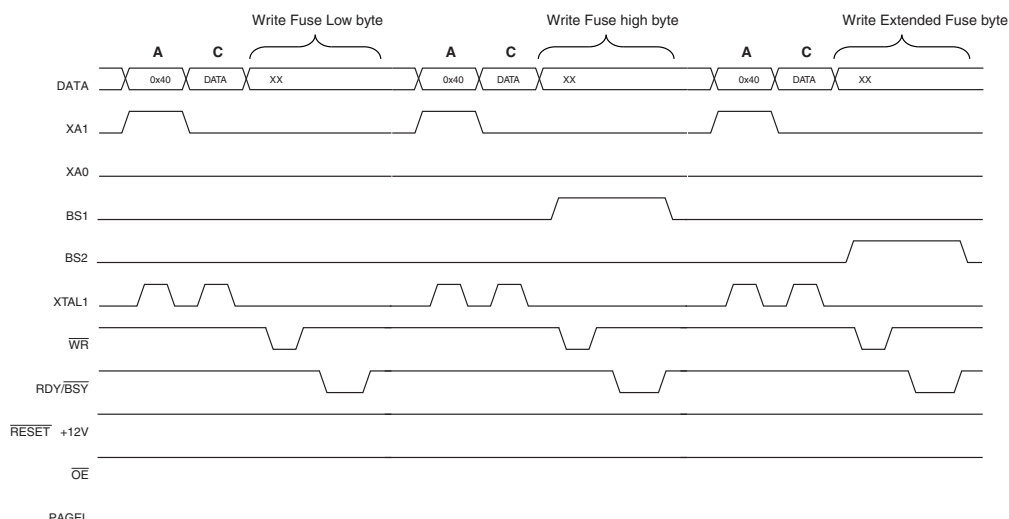 Write Fuse Low byte Write Fuse high byte Write Extended Fuse byte
A C A C A C
DATA 0x40 DATA XX 0x40 DATA XX 0x40 DATA XX
XA1
XA0
BS1
BS2
XTAL1
WR
RDY/BSY
RESET +12V
OE
PAGEL